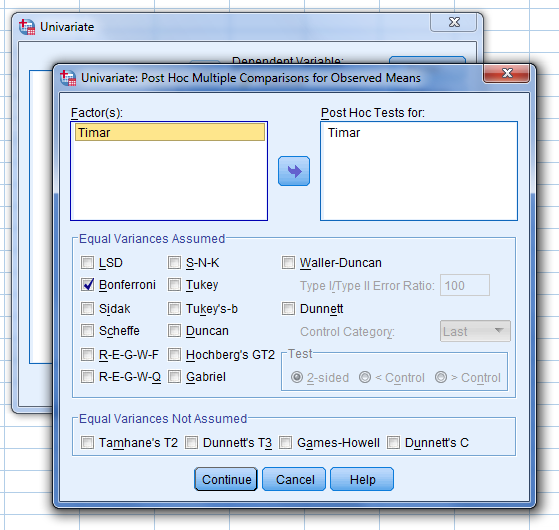 Univariate
Dependent Variable:
Univariate: Post Hoc Multiple Comparisons for Observed Means
Factor(s):
Post Hoc Tests for:
Timar
Timar
Equal Variances Assumed
LSD
S-N-K
Waller-Duncan
Bonferroni
Tukey
Type I/Type II Error Ratio:
100
Sidak
Tukey's-b
Dunnett
Scheffe
Duncan
Control Category:
Last
R-E-G-W-F
Hochberg's GT2
Test
R-E-G-W-Q
Gabriel
2-sided
< Control
> Control
Equal Variances Not Assumed
Tamhane's T2
Dunnett's T3
Games-Howell
Dunnett's C
Continue
Cancel
Help